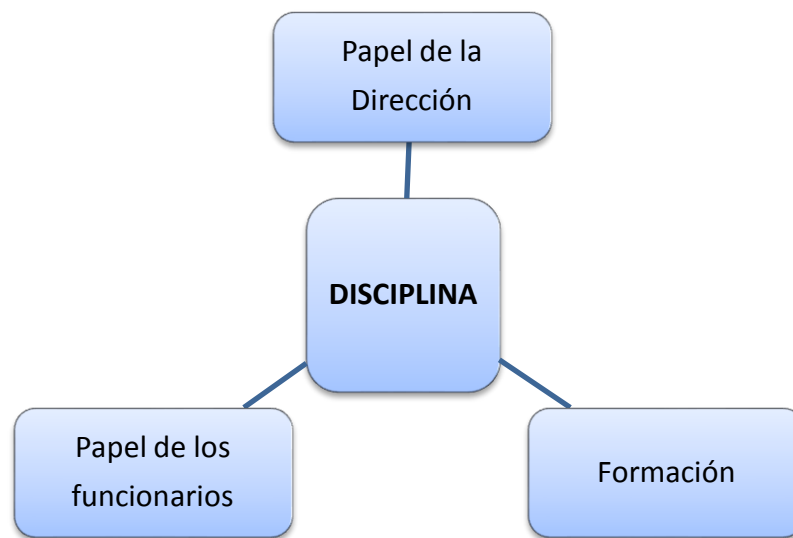 Papel de la
Dirección
DISCIPLINA
Papel de los
funcionarios
Formación